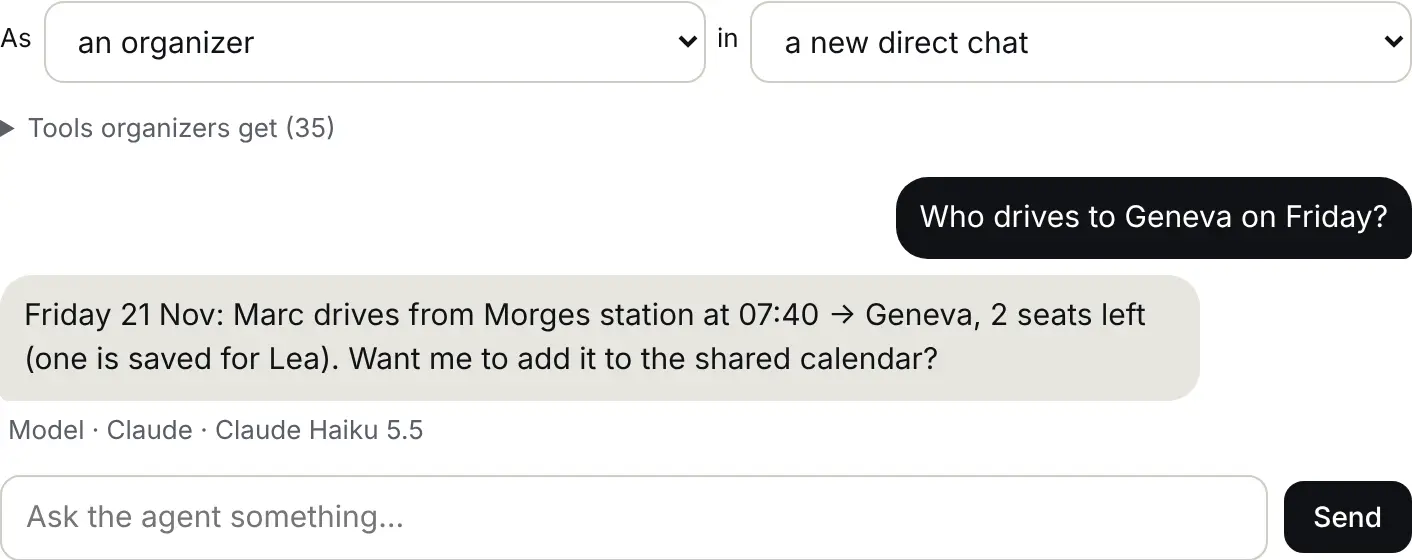 As an organizer in a new direct chat
Tools organizers get (35)
Who drives to Geneva on Friday?
Friday 21 Nov: Marc drives from Morges station at 07:40 → Geneva, 2 seats left
(one is saved for Lea). Want me to add it to the shared calendar?
Model · Claude · Claude Haiku 5.5
Ask the agent something...
Send